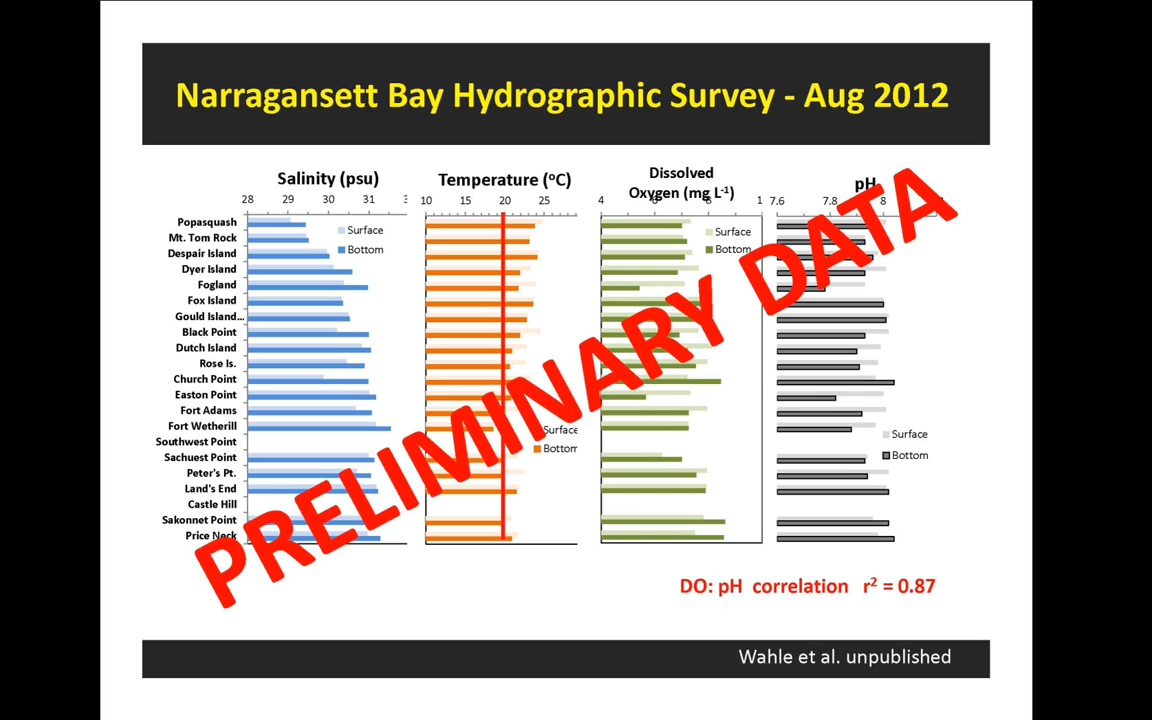 Narragansett Bay Hydrographic Survey - Aug 2012
Salinity (psu)
28 29 30 31 3
Surface
Bottom
Temperature (°C)
10 15 20 25
Surface
Bottom
Dissolved
Oxygen (mg L-1)
4 6 8 1
Surface
Bottom
pH
7.6 7.8 8
Surface
Bottom
Popasquash
Mt. Tom Rock
Despair Island
Dyer Island
Fogland
Fox Island
Gould Island...
Black Point
Dutch Island
Rose Is.
Church Point
Easton Point
Fort Adams
Fort Wetherill
Southwest Point
Sachuest Point
Peter's Pt.
Land's End
Castle Hill
Sakonnet Point
Price Neck
PRELIMINARY DATA
DO: pH correlation r2 = 0.87
Wahle et al. unpublished